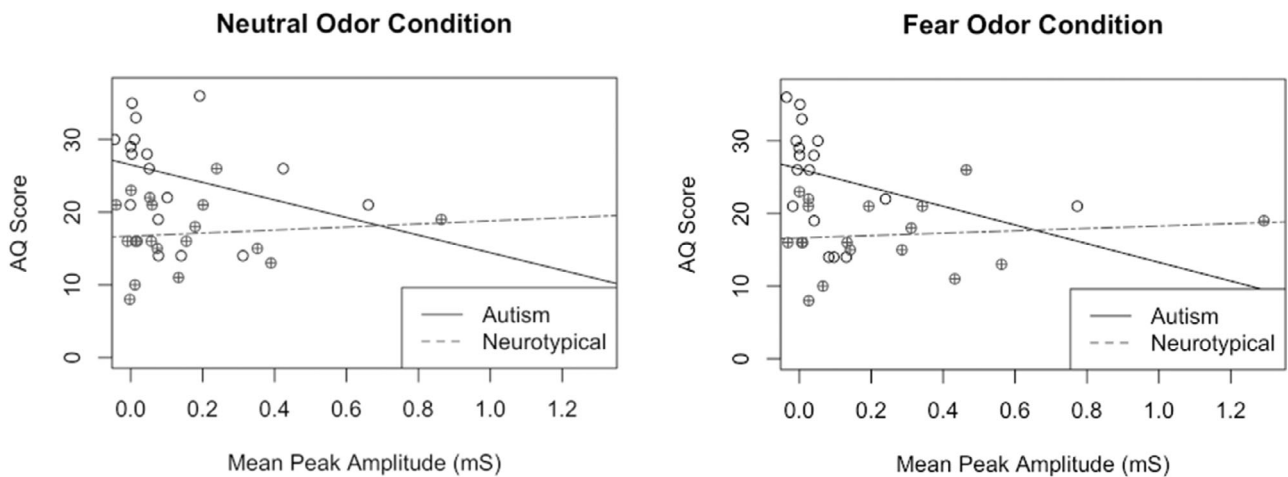 Neutral Odor Condition
AQ Score
30
20
10
0
Autism
Neurotypical
0.0 0.2 0.4 0.6 0.8 1.0 1.2
Mean Peak Amplitude (mS)
Fear Odor Condition
AQ Score
30
20
10
0
Autism
Neurotypical
0.0 0.2 0.4 0.6 0.8 1.0 1.2
Mean Peak Amplitude (mS)